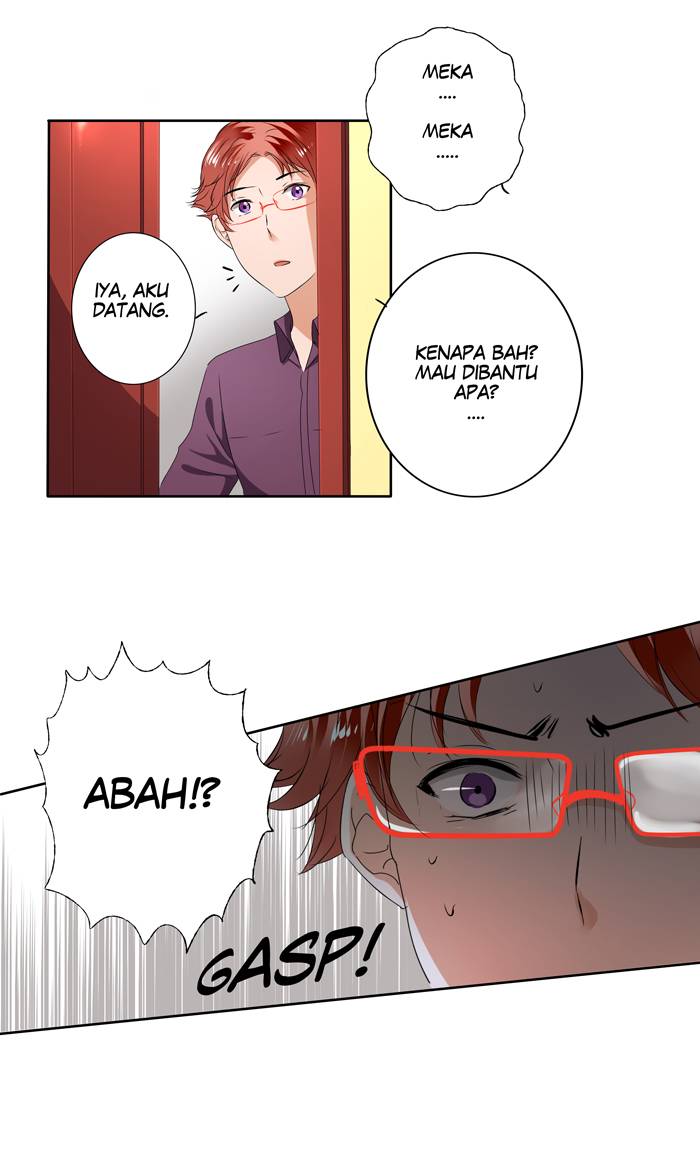 MEKA
....
MEKA
.....
IYA, AKU
DATANG.
KENAPA BAH?
MAU DIBANTU
APA?
....
ABAH!?
GASP!